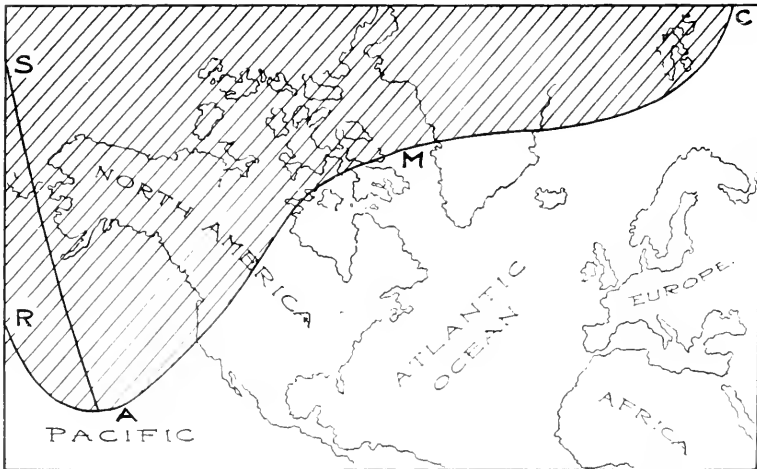 C
S
M
NORTH AMERICA
R
ATLANTIC
OCEAN
EUROPE.
A
AFRICA
PACIFIC